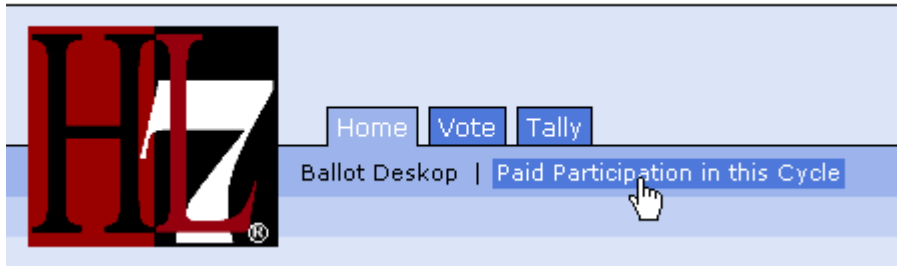 HL7®
Home Vote Tally
Ballot Deskop | Paid Participation in this Cycle